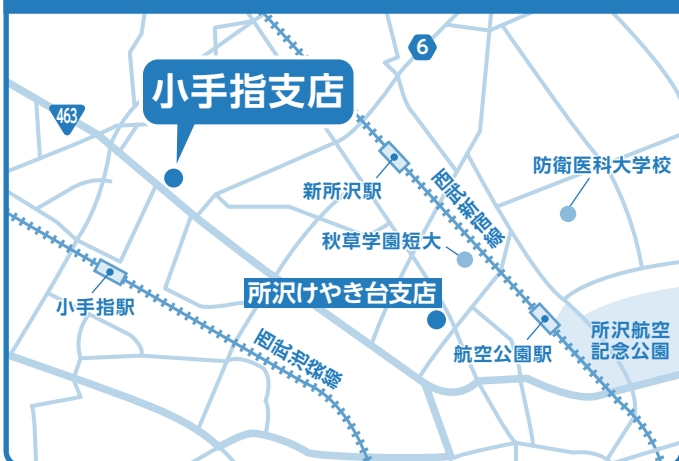 6
小手指支店
463
防衛医科大学校
新所沢駅
西武新宿線
秋草学園短大
所沢けやき台支店
小手指駅
所沢航空
記念公園
航空公園駅
西武池袋線